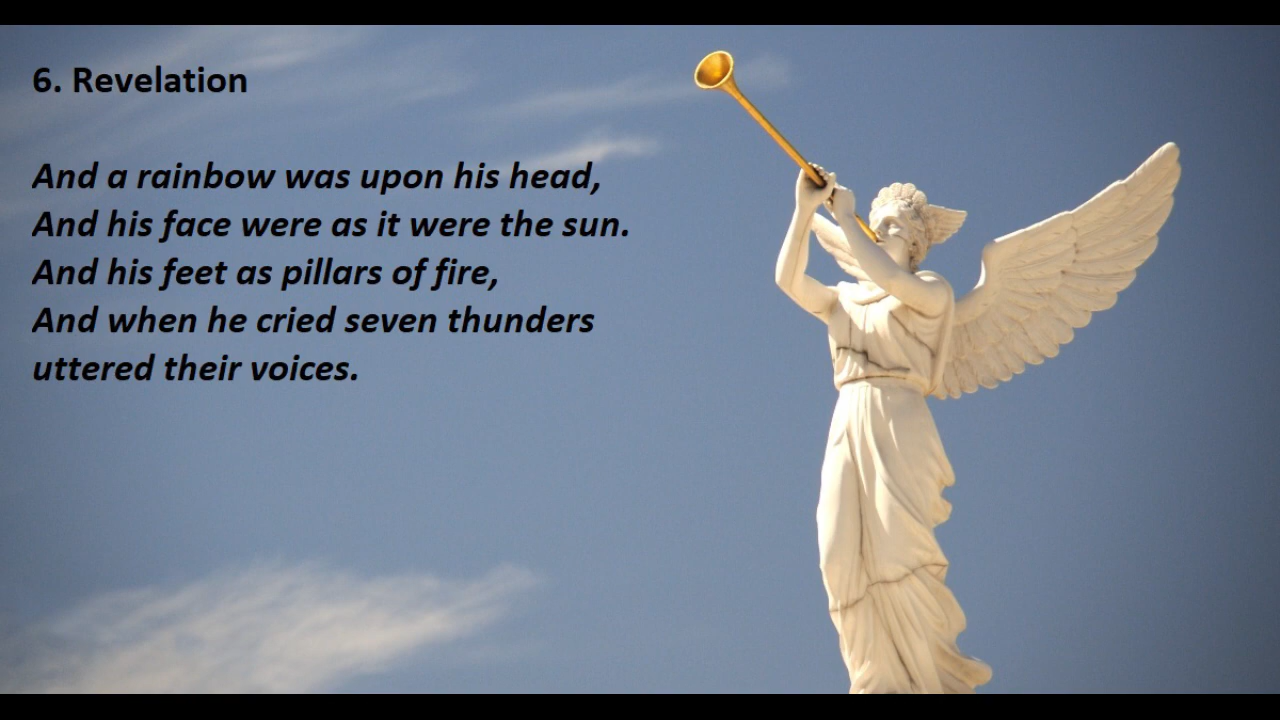 6. Revelation
And a rainbow was upon his head,
And his face were as it were the sun.
And his feet as pillars of fire,
And when he cried seven thunders
uttered their voices.